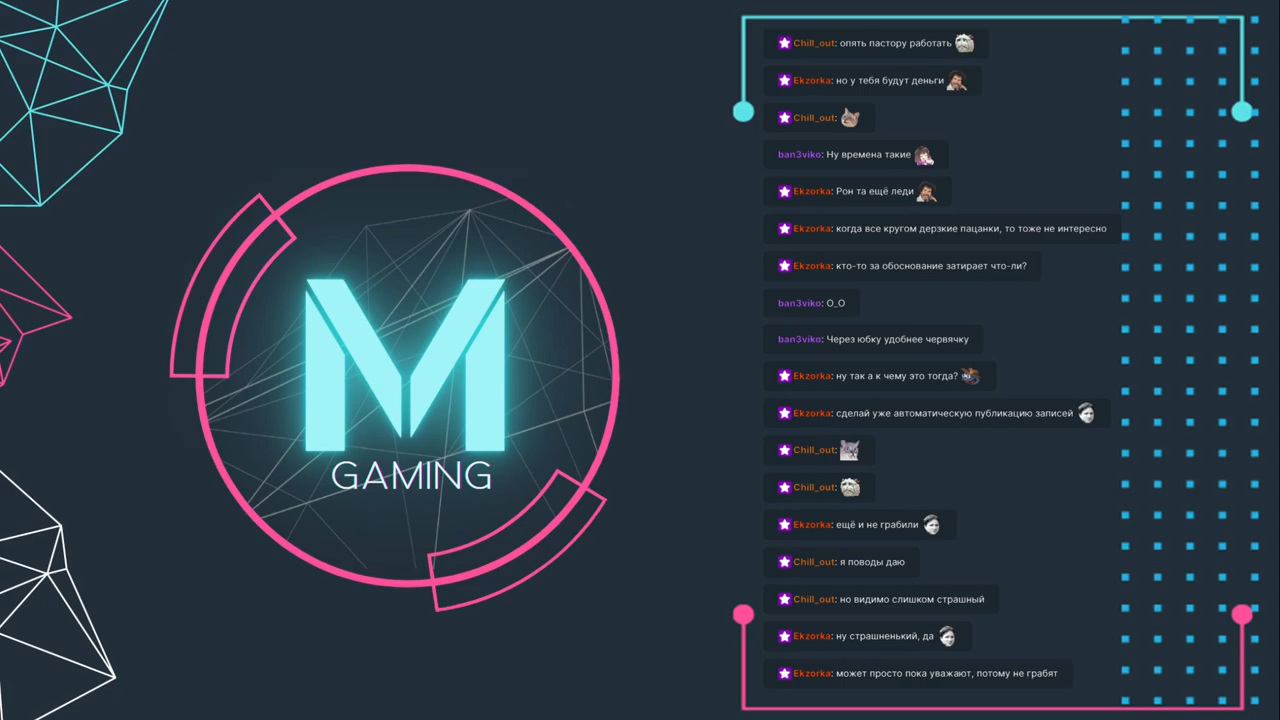 M
GAMING
Chill_out: опять пастору работать
Ekzorka: но у тебя будут деньги
Chill_out:
ban3viko: Ну времена такие
Ekzorka: Рон та ещё леди
Ekzorka: когда все кругом дерзкие пацанки, то тоже не интересно
Ekzorka: кто-то за обоснование затирает что-ли?
ban3viko: O_O
ban3viko: Через юбку удобнее червячку
Ekzorka: ну так а к чему это тогда?
Ekzorka: сделай уже автоматическую публикацию записей
Chill_out:
Chill_out:
Ekzorka: ещё и не грабили
Chill_out: я поводы даю
Chill_out: но видимо слишком страшный
Ekzorka: ну страшненький, да
Ekzorka: может просто пока уважают, потому не грабят